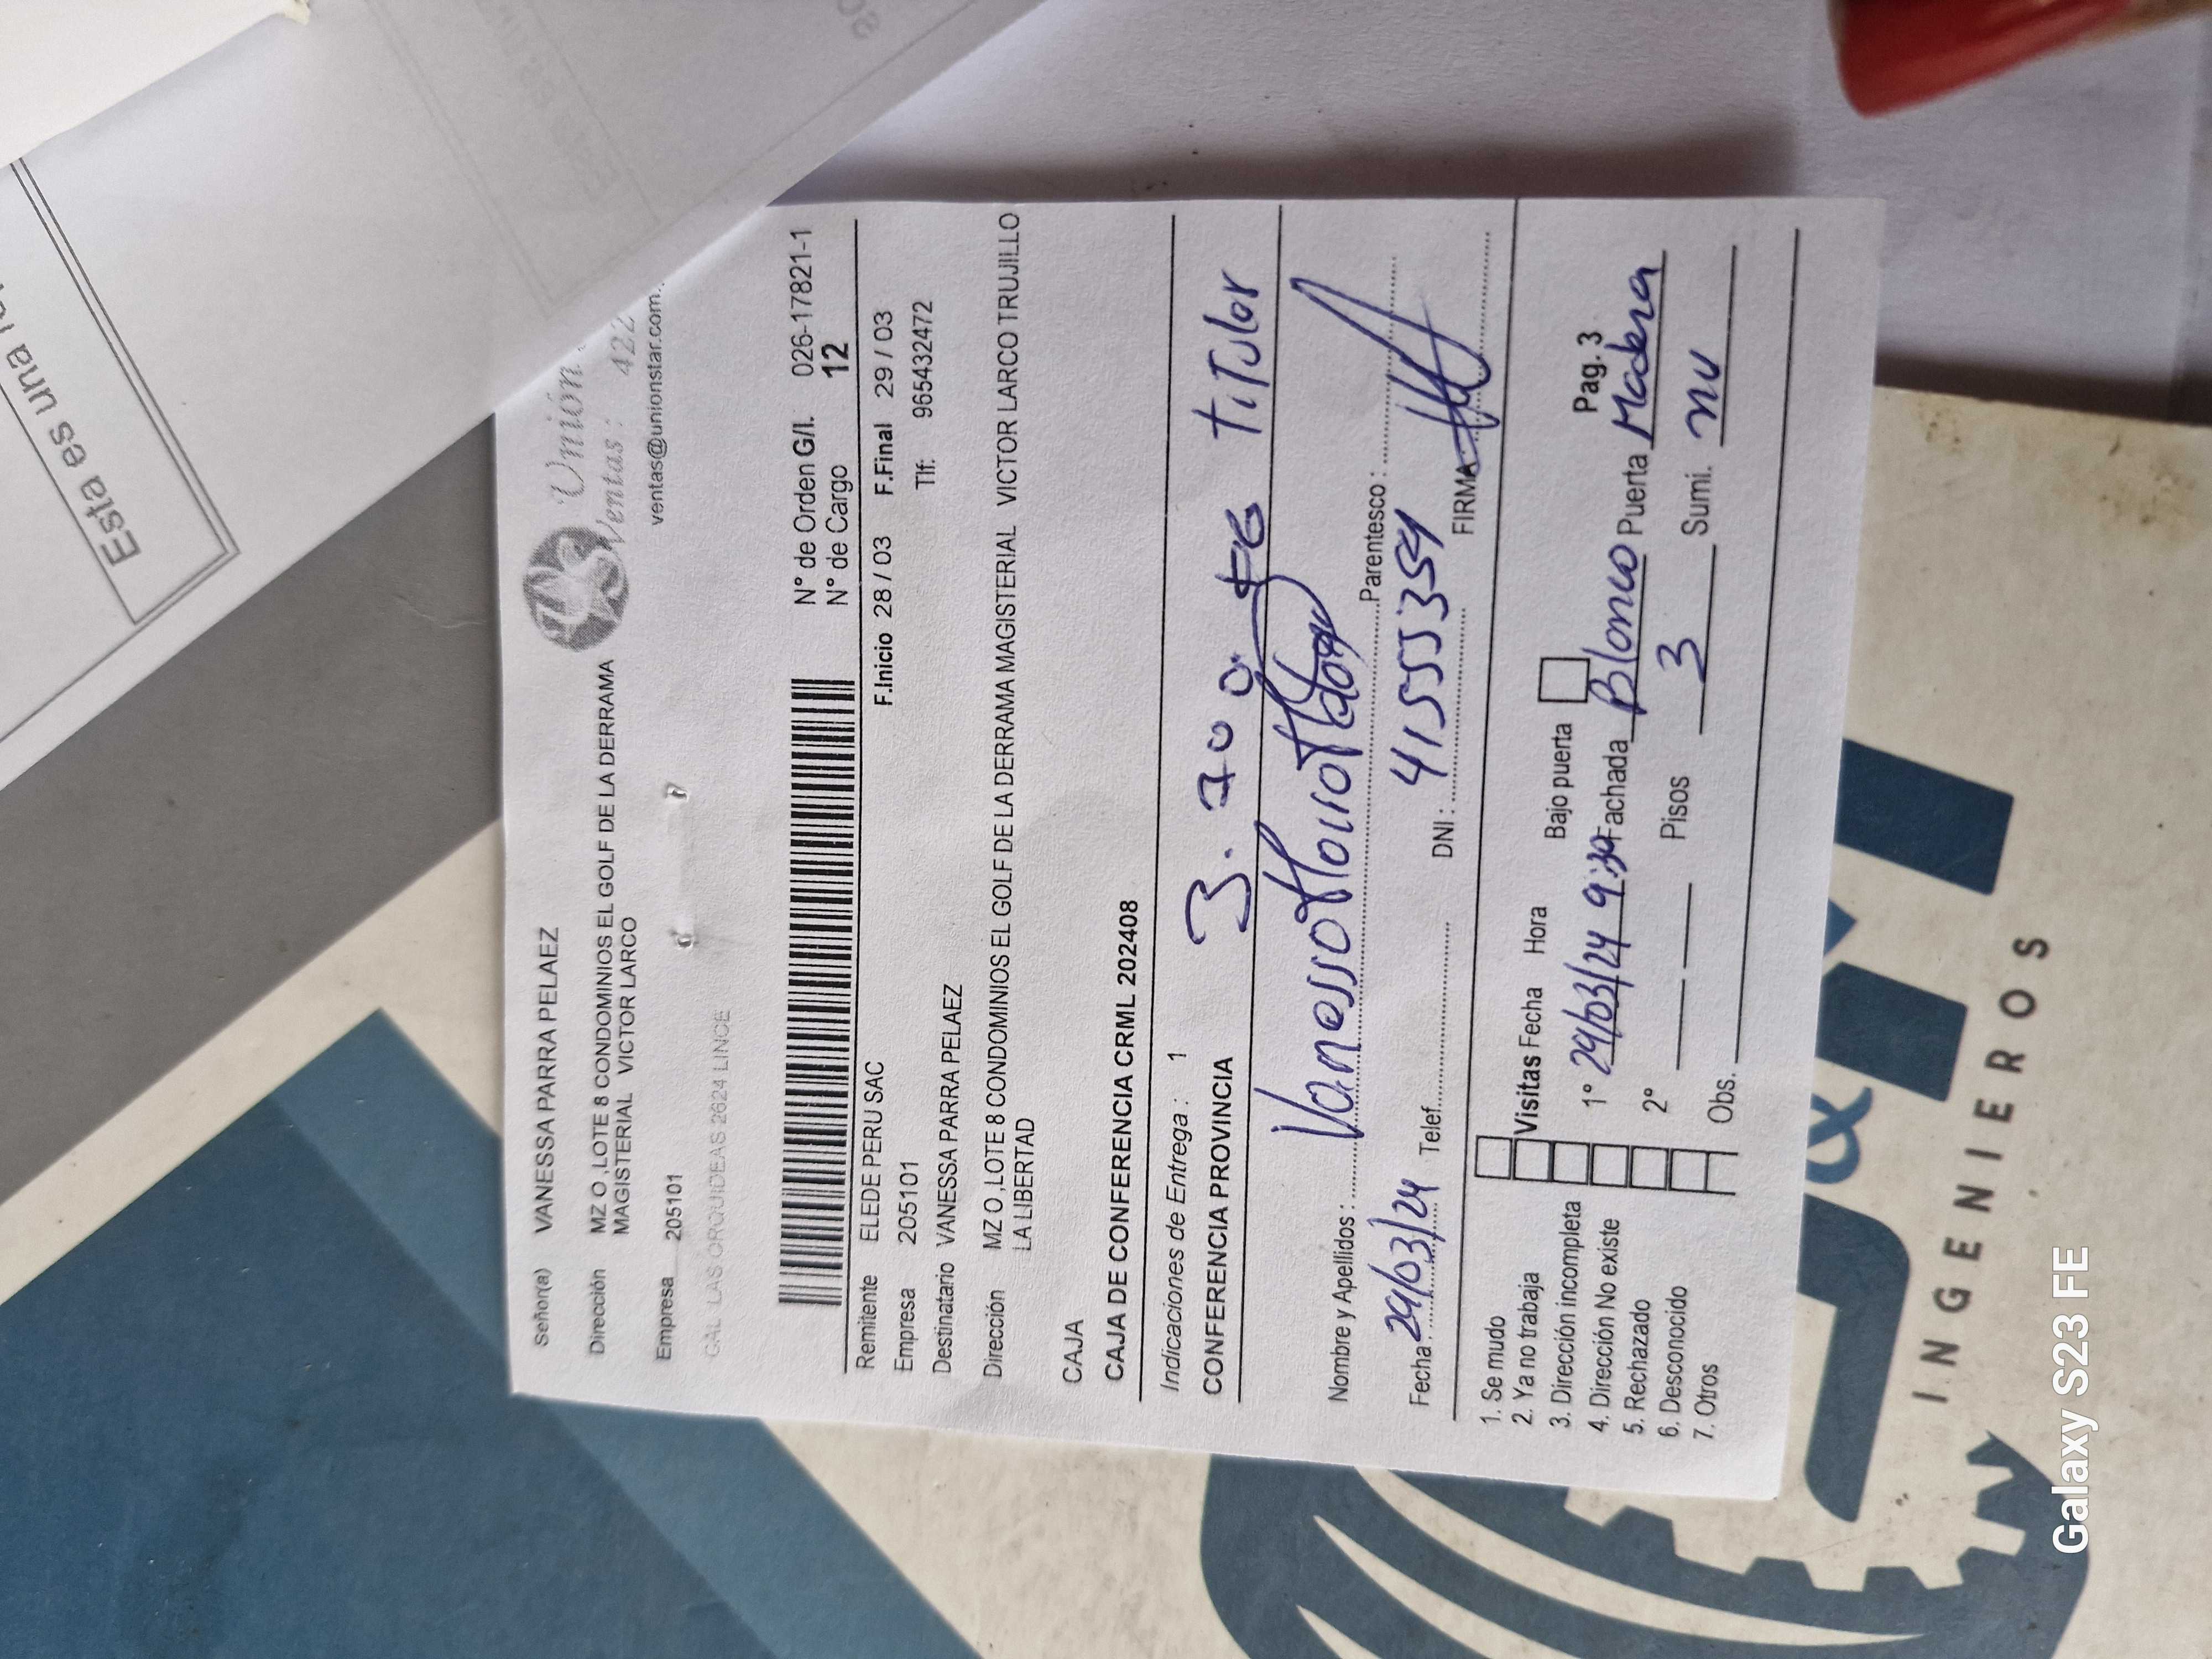 Esta es una
Señor(a) VANESSA PARRA PELAEZ
Dirección MZ O ,LOTE 8 CONDOMINIOS EL GOLF DE LA DERRAMA
MAGISTERIAL VICTOR LARCO
Empresa 205101
GAL LAS ORQUIDEAS 2624 LINCE
Unión
Ventas : 422
ventas@unionstar.com.
N° de Orden G/I. 026-17821-1
N° de Cargo 12
Remitente ELEDE PERU SAC F.Inicio 28 / 03 F.Final 29 / 03
Empresa 205101 Tlf: 965432472
Destinatario VANESSA PARRA PELAEZ
Dirección MZ O ,LOTE 8 CONDOMINIOS EL GOLF DE LA DERRAMA MAGISTERIAL VICTOR LARCO TRUJILLO
LA LIBERTAD
CAJA
CAJA DE CONFERENCIA CRML 202408
Indicaciones de Entrega : 1
CONFERENCIA PROVINCIA
Titular
Nombre y Apellidos : Vanessa Parentesco :
Fecha : 29/03/24 Telef. DNI : 41555354 FIRMA
1. Se mudo
2. Ya no trabaja
3. Dirección incompleta
4. Dirección No existe
5. Rechazado
6. Desconocido
7. Otros
Visitas Fecha Hora Bajo puerta Pag. 3
1° 29/03/24 9:30 Fachada Blanco Puerta Madera
2° Pisos 3 Sumi. nv
Obs.
&
INGENIEROS
Galaxy S23 FE